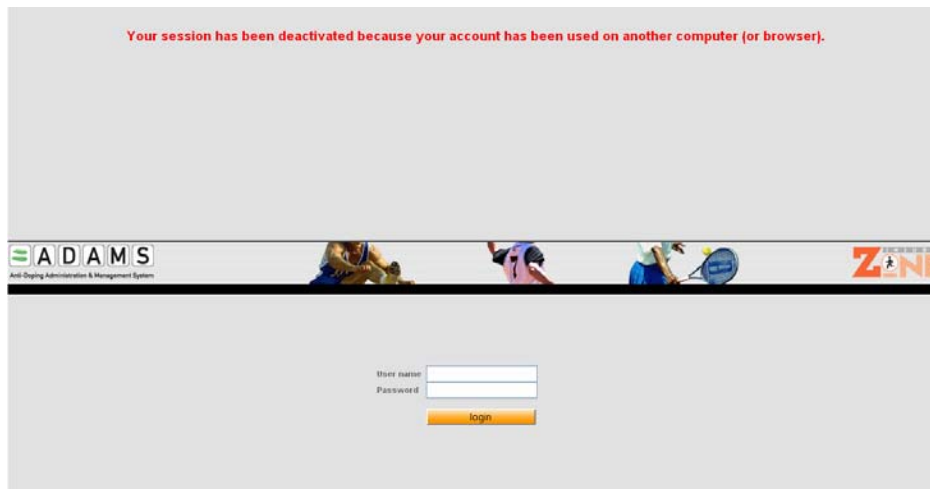 Your session has been deactivated because your account has been used on another computer (or browser).
ADAMS
Anti-Doping Administration & Management System
7
User name
Password
login